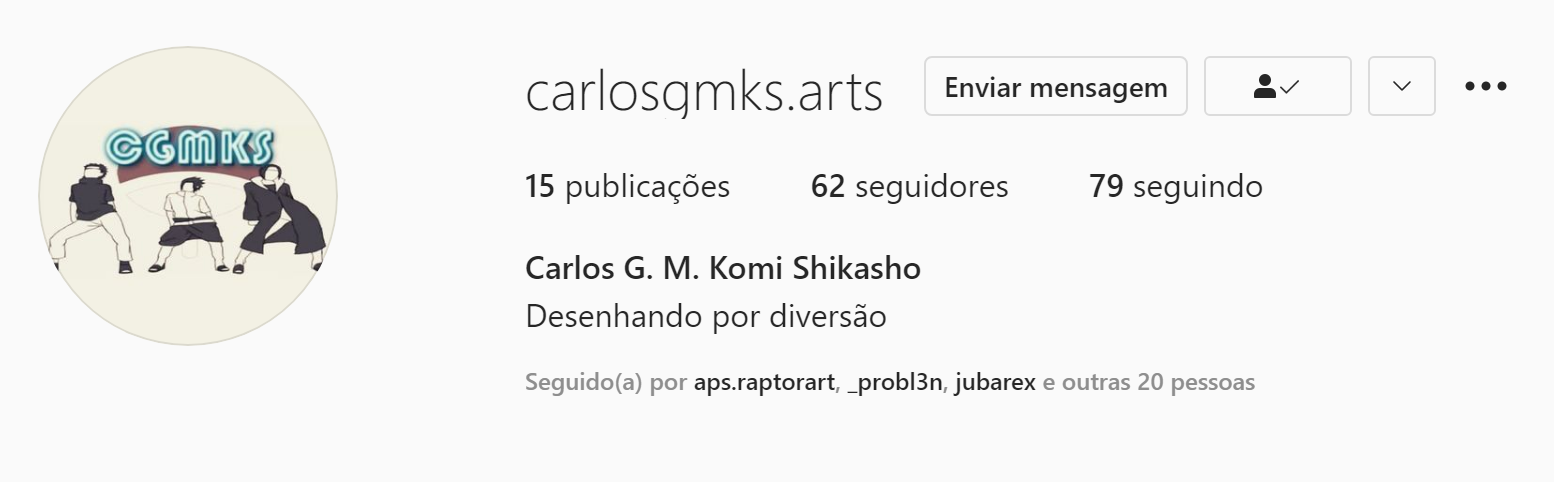 CGMKS
carlosgmks.arts Enviar mensagem
15 publicações 62 seguidores 79 seguindo
Carlos G. M. Komi Shikasho
Desenhando por diversão
Seguido(a) por aps.raptorart, _probl3n, jubarex e outras 20 pessoas